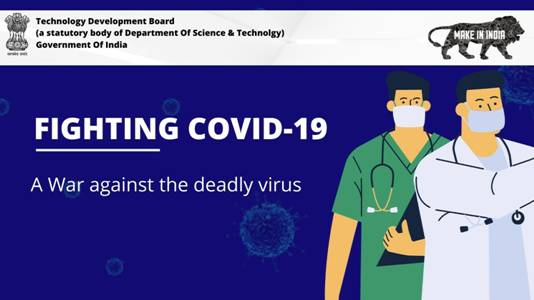 Technology Development Board
(a statutory body of Department Of Science & Technolgy)
Government Of India
MAKE IN INDIA
FIGHTING COVID-19
A War against the deadly virus